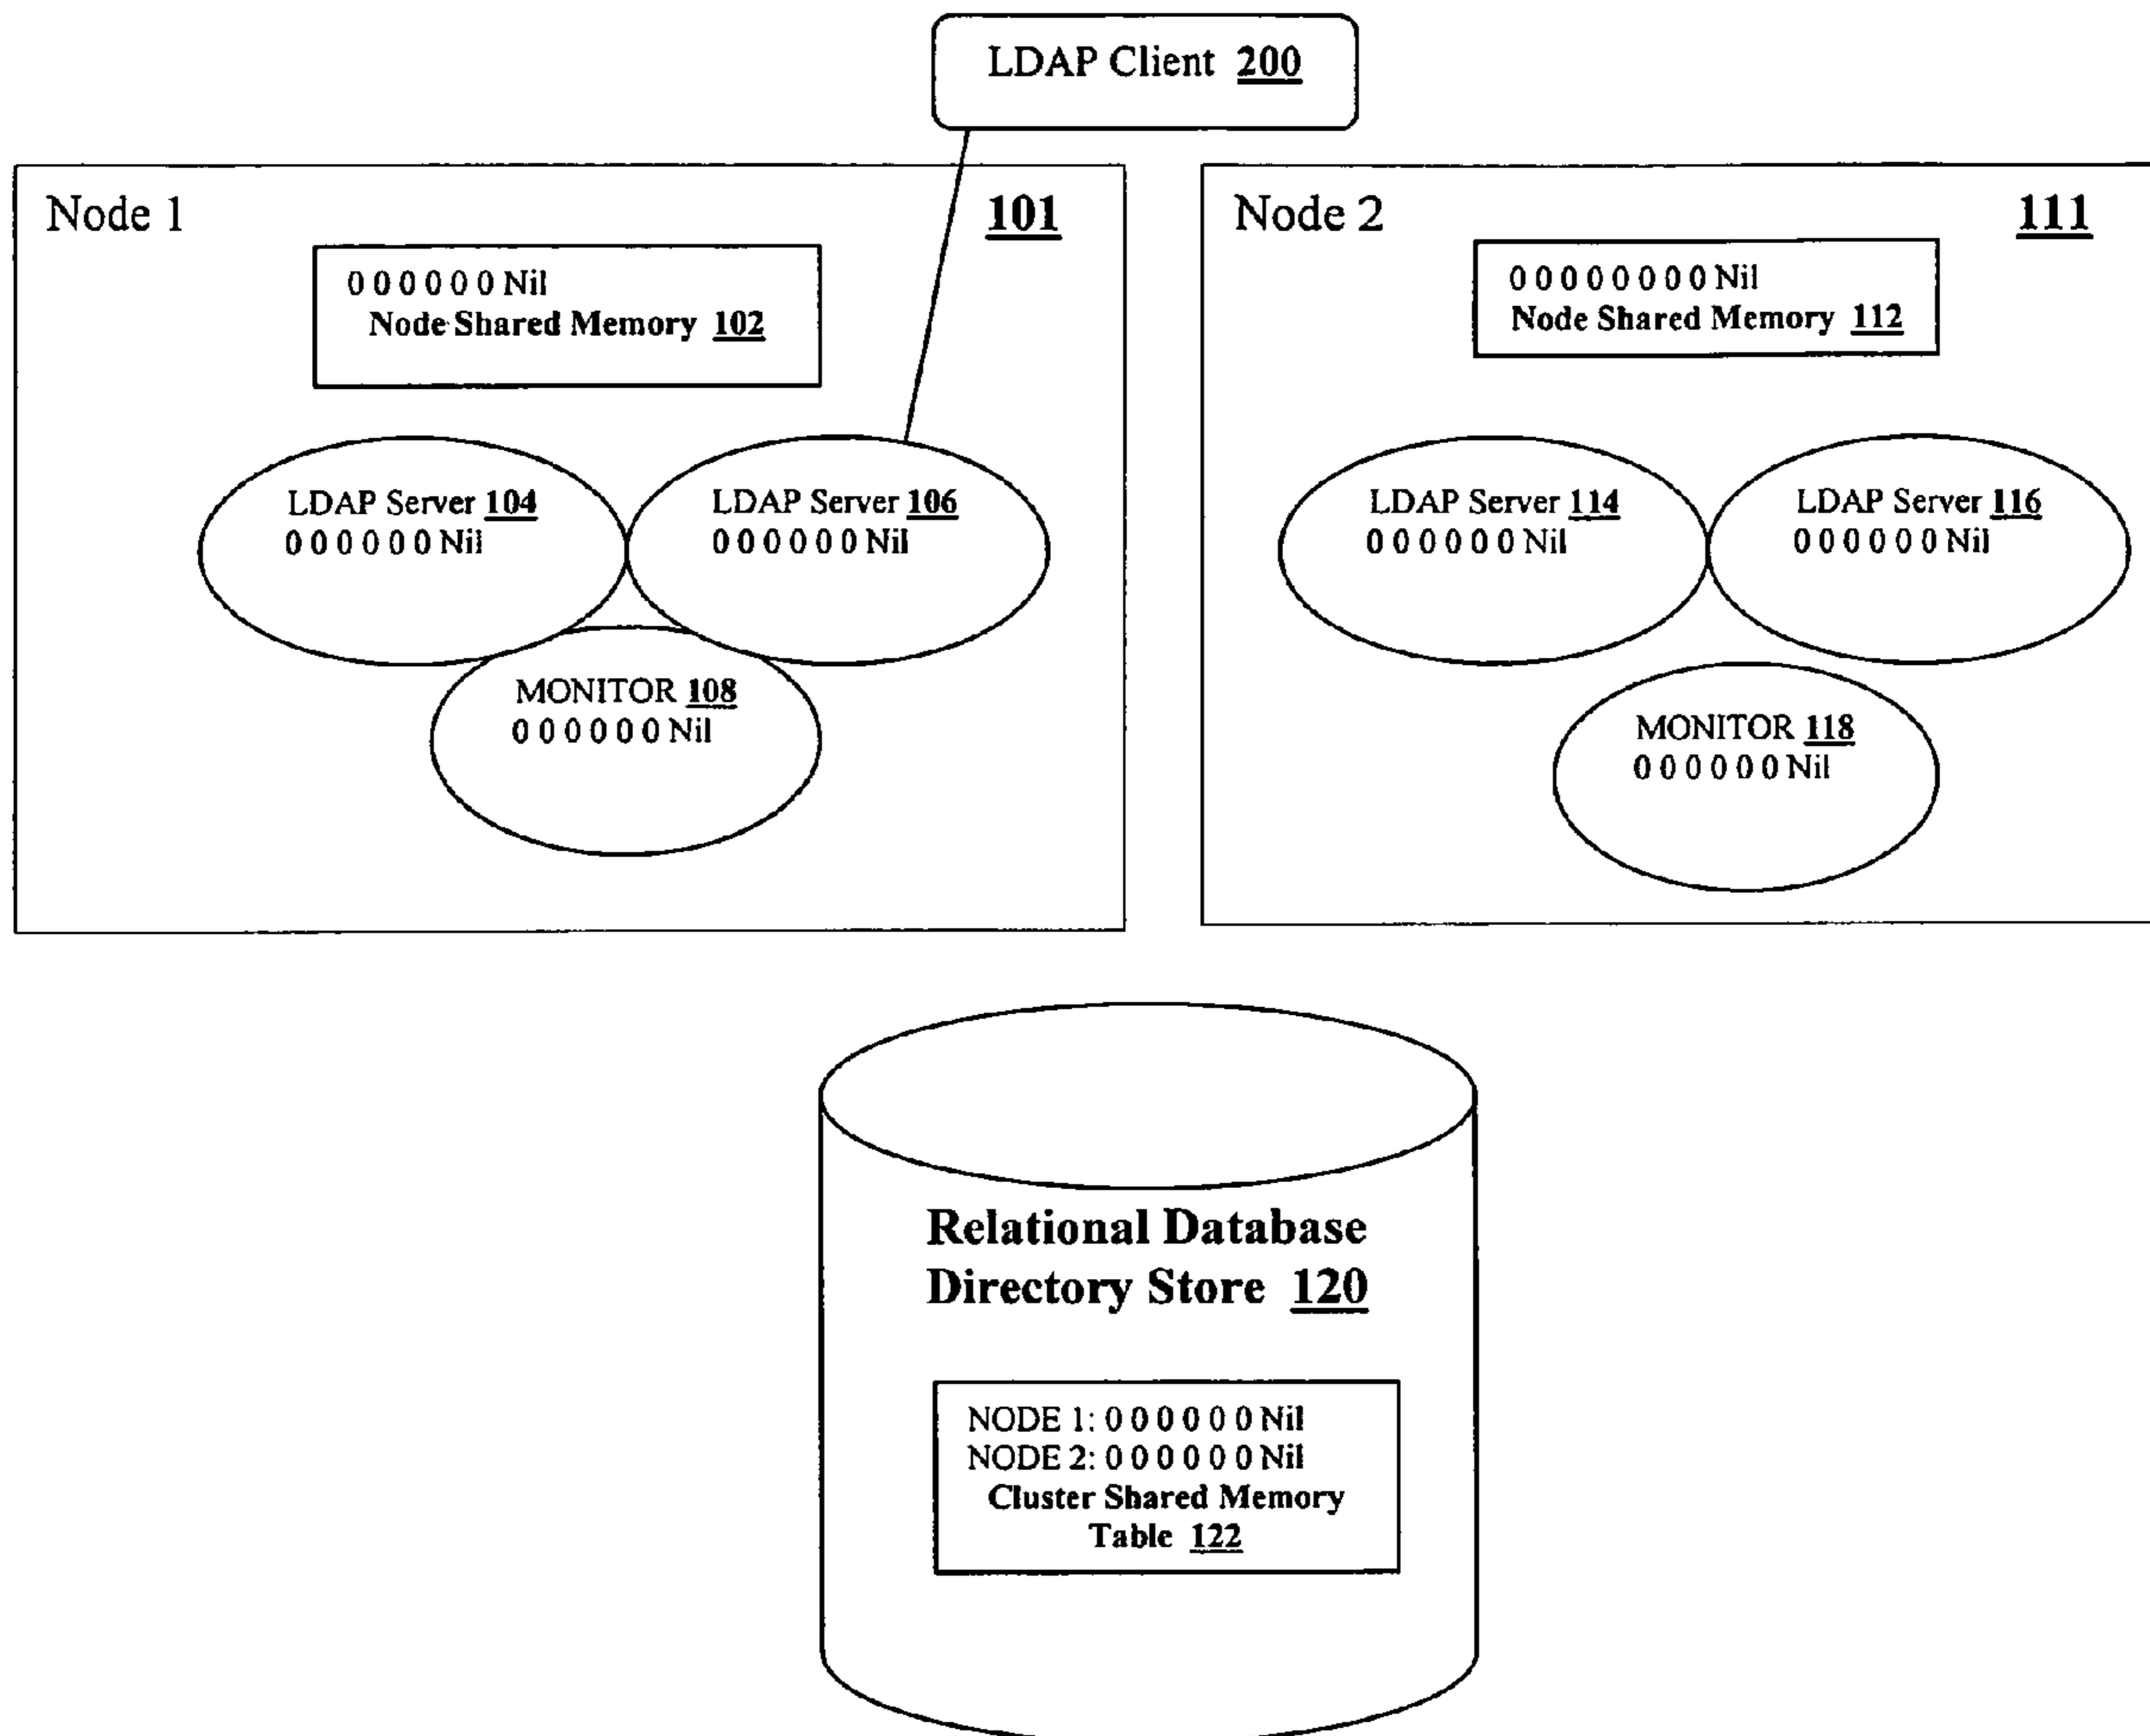 LDAP Client 200
Node 1
101
0 0 0 0 0 0 Nil
Node Shared Memory 102
LDAP Server 104
0 0 0 0 0 0 Nil
LDAP Server 106
0 0 0 0 0 0 Nil
MONITOR 108
0 0 0 0 0 0 Nil
Node 2
111
0 0 0 0 0 0 0 0 Nil
Node Shared Memory 112
LDAP Server 114
0 0 0 0 0 0 Nil
LDAP Server 116
0 0 0 0 0 0 Nil
MONITOR 118
0 0 0 0 0 0 Nil
Relational Database
Directory Store 120
NODE 1: 0 0 0 0 0 0 Nil
NODE 2: 0 0 0 0 0 0 Nil
Cluster Shared Memory
Table 122